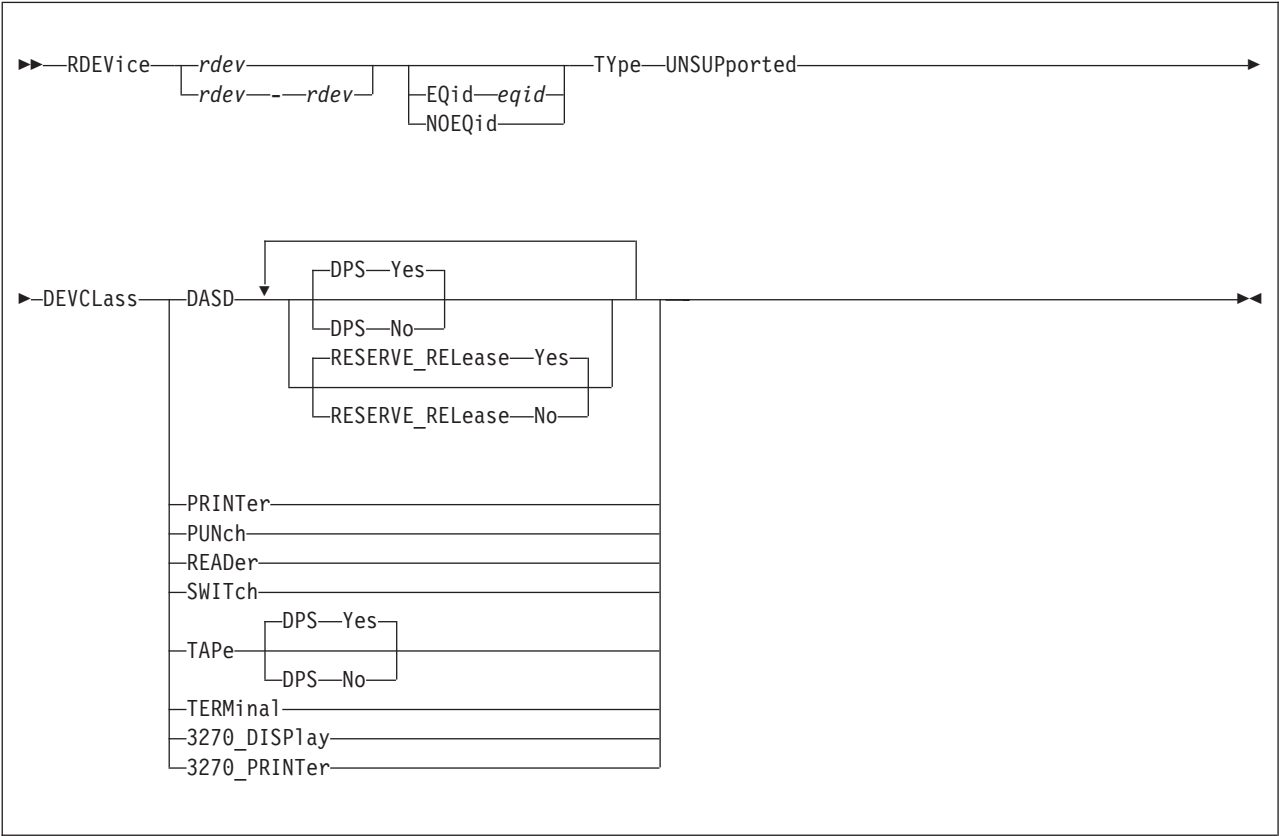 RDEVice rdev TYpe UNSUPported
rdev - rdev EQid eqid
NOEQid
DPS Yes
DEVCLass DASD
DPS No
RESERVE_RELease Yes
RESERVE_RELease No
PRINTer
PUNch
READer
SWITch
DPS Yes
TAPe
DPS No
TERMinal
3270_DISPlay
3270_PRINTer